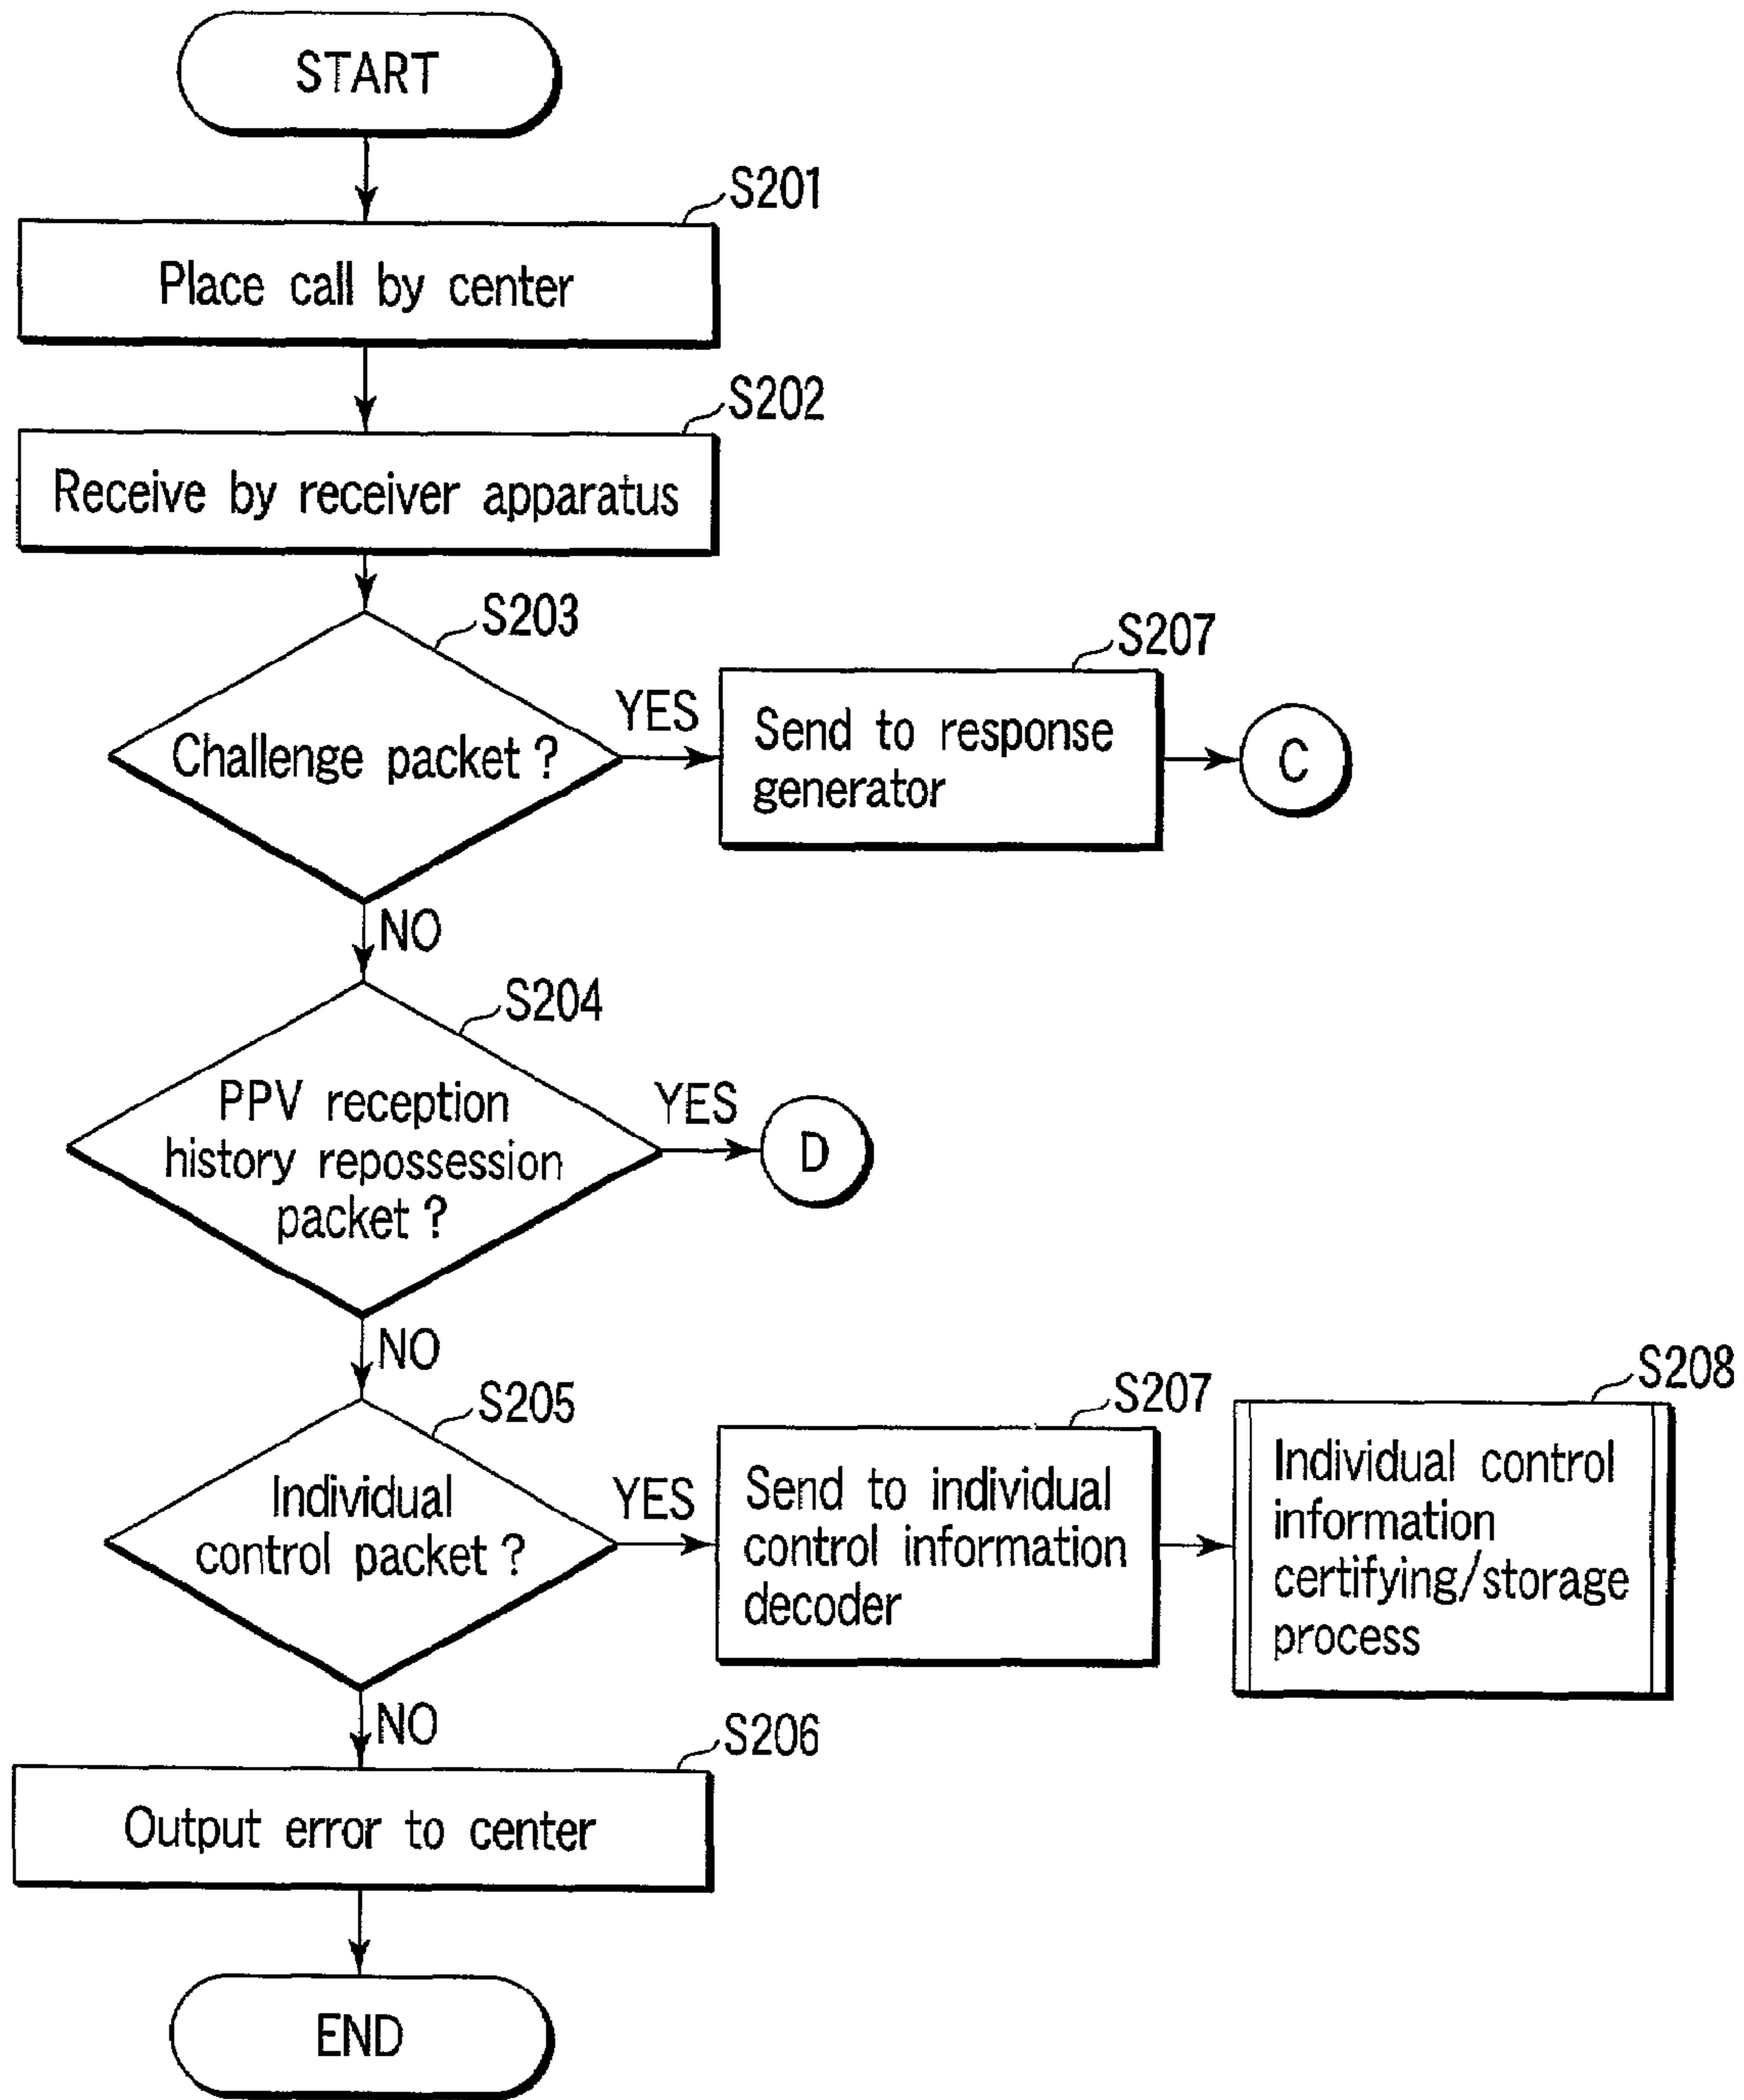 START
S201
Place call by center
S202
Receive by receiver apparatus
S203
Challenge packet ?
YES
S207
Send to response
generator
C
NO
S204
PPV reception
history repossession
packet ?
YES
D
NO
S205
Individual
control packet ?
YES
S207
Send to individual
control information
decoder
S208
Individual control
information
certifying/storage
process
NO
S206
Output error to center
END